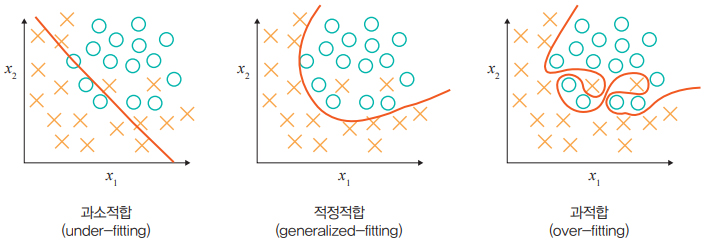 x2
x1
과소적합
(under-fitting)
x2
x1
적정적합
(generalized-fitting)
x2
x1
과적합
(over-fitting)